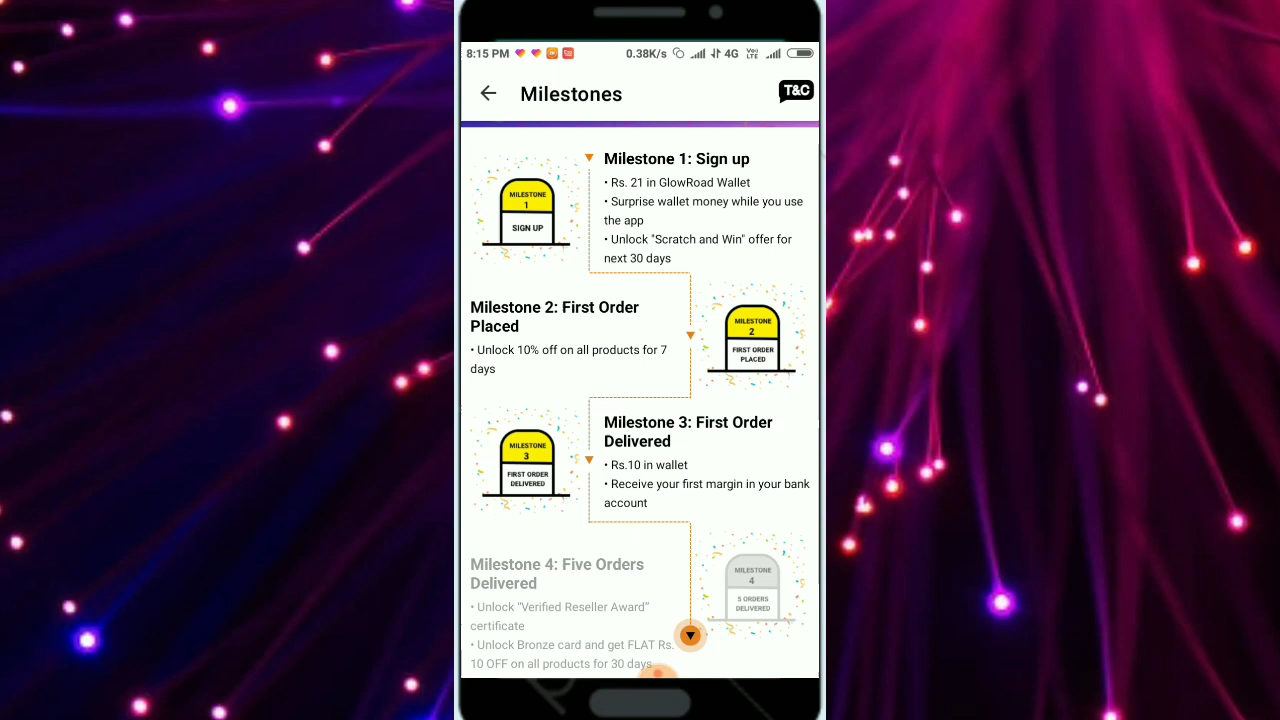 8:15 PM 0.38K/s 4G
Milestones
T&C
MILESTONE
1
SIGN UP
Milestone 1: Sign up
• Rs. 21 in GlowRoad Wallet
• Surprise wallet money while you use
the app
• Unlock "Scratch and Win" offer for
next 30 days
Milestone 2: First Order
Placed
• Unlock 10% off on all products for 7
days
MILESTONE
2
FIRST ORDER
PLACED
MILESTONE
3
FIRST ORDER
DELIVERED
Milestone 3: First Order
Delivered
• Rs.10 in wallet
• Receive your first margin in your bank
account
Milestone 4: Five Orders
Delivered
• Unlock “Verified Reseller Award”
certificate
• Unlock Bronze card and get FLAT Rs.
10 OFF on all products for 30 days
MILESTONE
4
5 ORDERS
DELIVERED